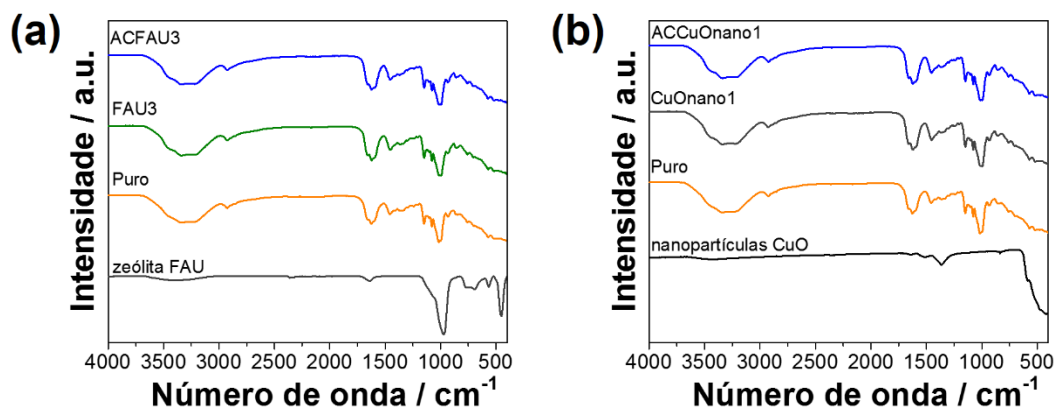 (a)
ACFAU3
FAU3
Puro
zeólita FAU
Intensidade / a.u.
4000 3500 3000 2500 2000 1500 1000 500
Número de onda / cm⁻¹
(b)
ACCuOnano1
CuOnano1
Puro
nanopartículas CuO
Intensidade / a.u.
4000 3500 3000 2500 2000 1500 1000 500
Número de onda / cm⁻¹